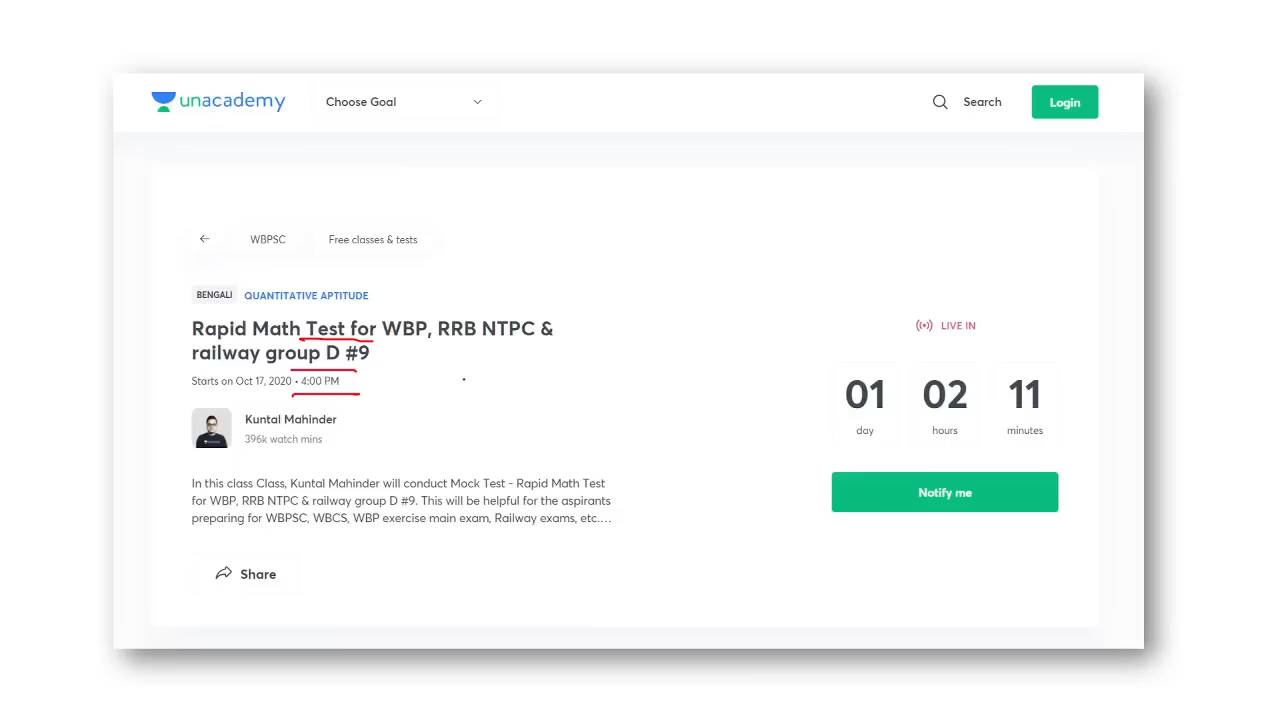 unacademy
Choose Goal
Search
Login
WBPSC
Free classes & tests
BENGALI QUANTITATIVE APTITUDE
Rapid Math Test for WBP, RRB NTPC &
railway group D #9
Starts on Oct 17, 2020 • 4:00 PM
Kuntal Mahinder
396k watch mins
In this class Class, Kuntal Mahinder will conduct Mock Test - Rapid Math Test
for WBP, RRB NTPC & railway group D #9. This will be helpful for the aspirants
preparing for WBPSC, WBCS, WBP exercise main exam, Railway exams, etc....
Share
LIVE IN
01 02 11
day hours minutes
Notify me